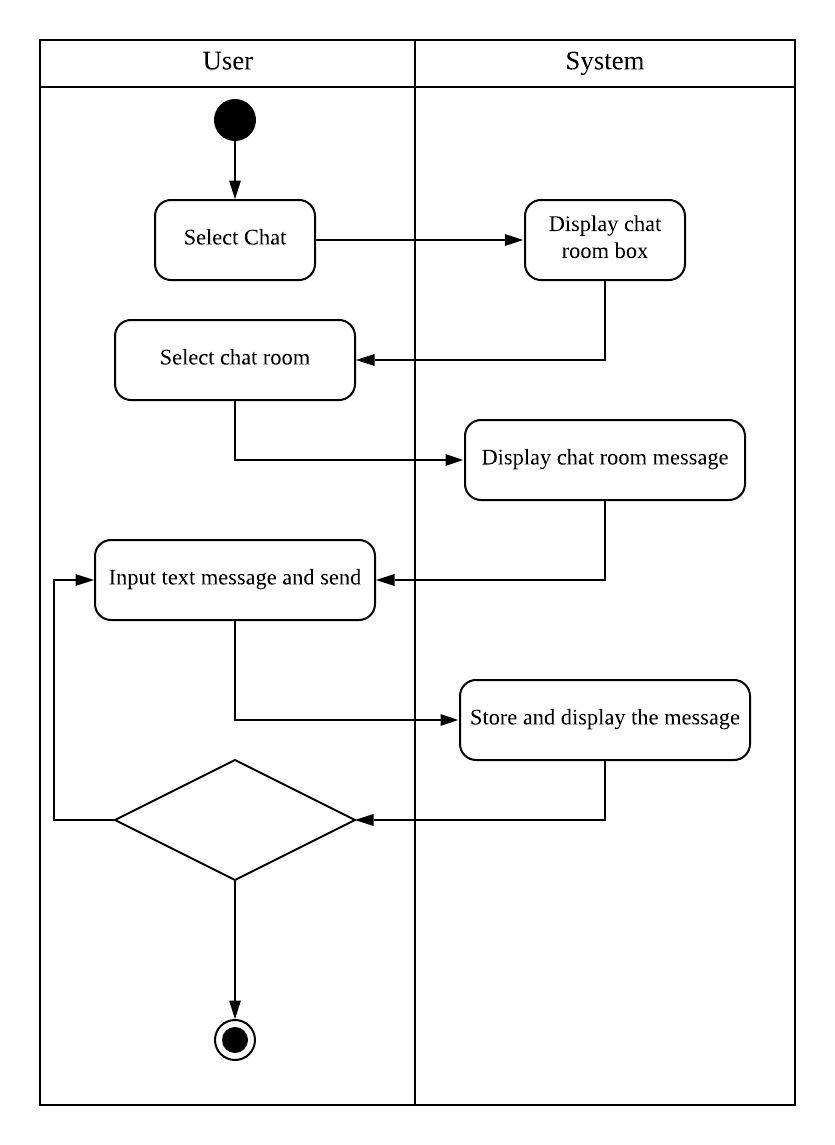 User
System
Select Chat
Display chat
room box
Select chat room
Display chat room message
Input text message and send
Store and display the message